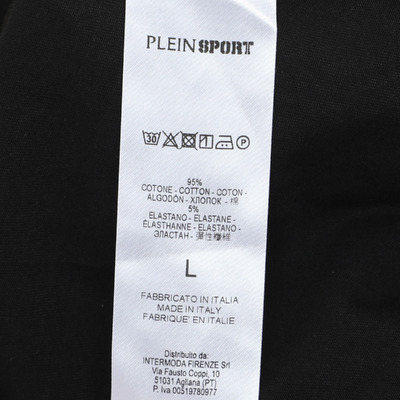 PLEIN SPORT
30 P
95%
COTONE - COTTON - COTON -
ALGODÓN - ХЛОПОК - 棉
5%
ELASTANO - ELASTANE -
ÉLASTHANNE - ELASTANO -
ЭЛАСТАН - 彈性纖維
L
FABBRICATO IN ITALIA
MADE IN ITALY
FABRIQUÉ EN ITALIE
Distribuito da:
INTERMODA FIRENZE Srl
Via Fausto Coppi, 10
51031 Agliana (PT)
P. Iva 00519780977